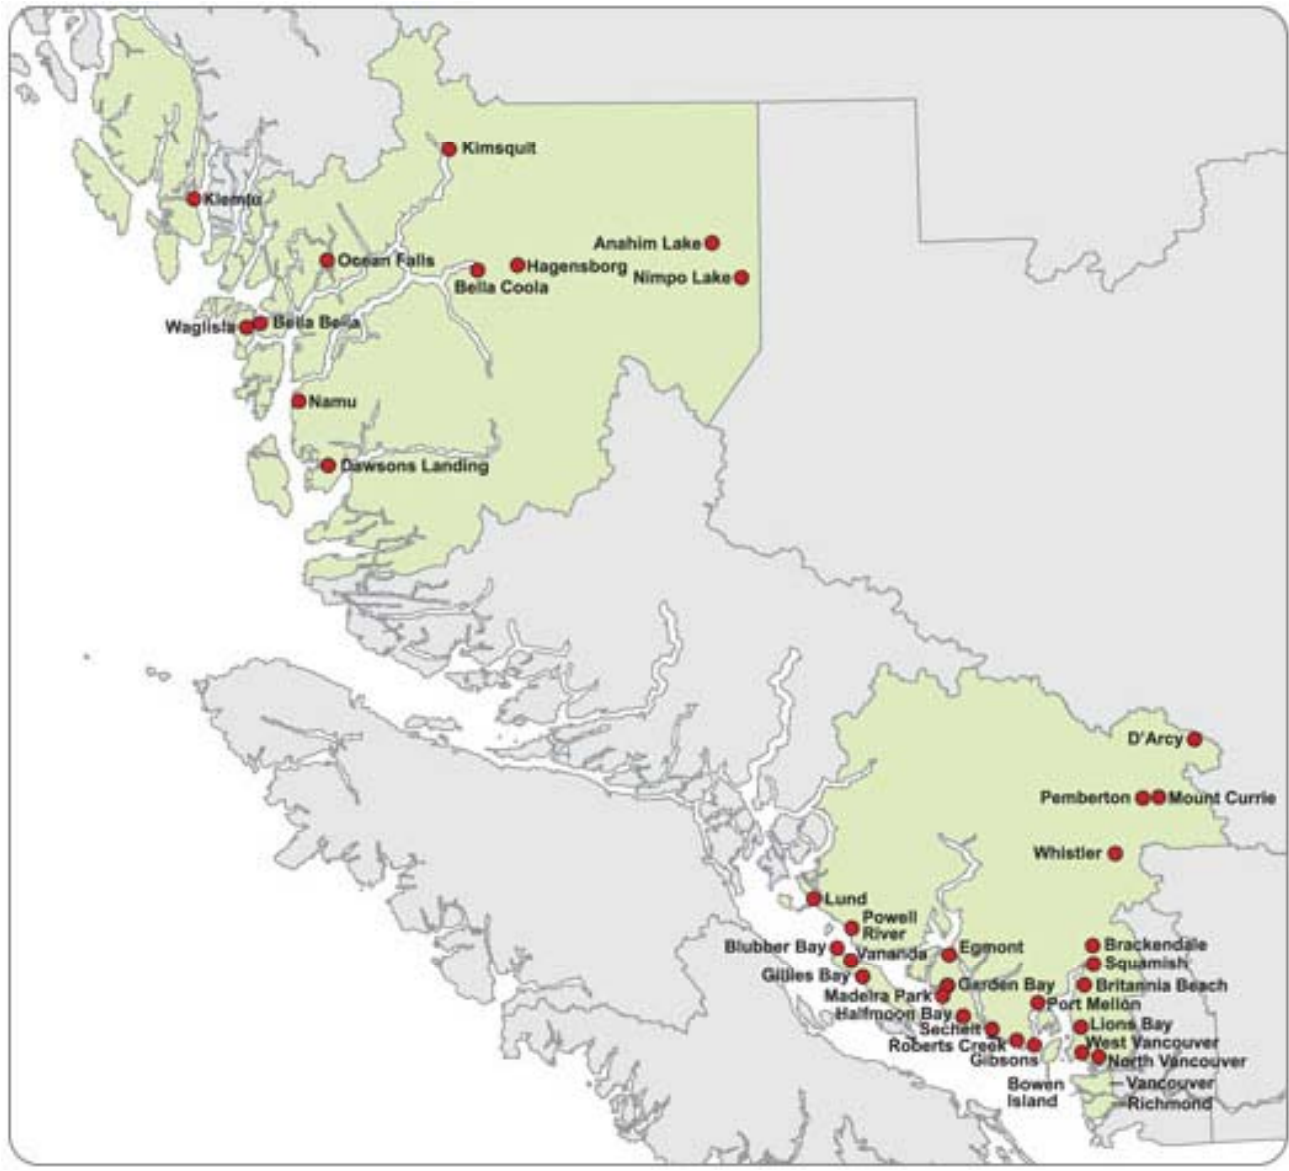 Kimsquit
Klemtu
Anahim Lake
Ocean Falls
Hagensborg
Nimpo Lake
Bella Coola
Waglisla
Bella Bella
Namu
Dawsons Landing
D'Arcy
Pemberton
Mount Currie
Whistler
Lund
Powell
River
Blubber Bay
Vananda
Egmont
Brackendale
Squamish
Gillies Bay
Garden Bay
Britannia Beach
Madeira Park
Port Mellon
Halfmoon Bay
Sechelt
Lions Bay
Roberts Creek
West Vancouver
Gibsons
North Vancouver
Bowen
Island
Vancouver
Richmond